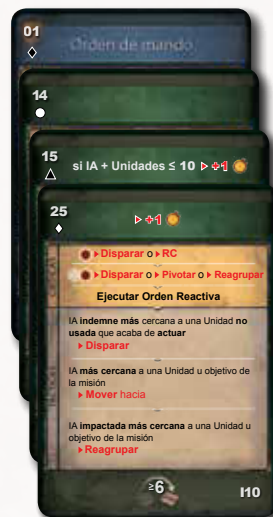 01
Orden de mando
14
15
si IA + Unidades ≤ 10 ▷ +1
25
▷ +1
▶ Disparar o ▶ RC
▶ Disparar o ▶ Pivotar o ▶ Reagrupar
Ejecutar Orden Reactiva
IA indemne más cercana a una Unidad no
usada que acaba de actuar
▶ Disparar
IA más cercana a una Unidad u objetivo de
la misión
▶ Mover hacia
IA impactada más cercana a una Unidad u
objetivo de la misión
▶ Reagrupar
≥6
I10